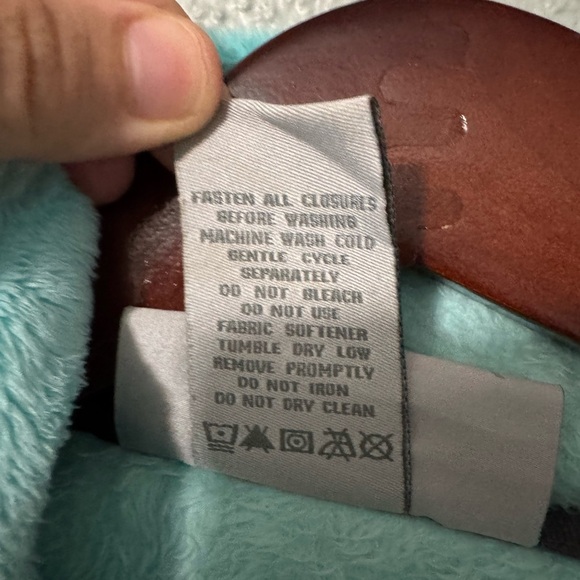 FASTEN ALL CLOSURES
BEFORE WASHING
MACHINE WASH COLD
GENTLE CYCLE
SEPARATELY
DO NOT BLEACH
DO NOT USE
FABRIC SOFTENER
TUMBLE DRY LOW
REMOVE PROMPTLY
DO NOT IRON
DO NOT DRY CLEAN